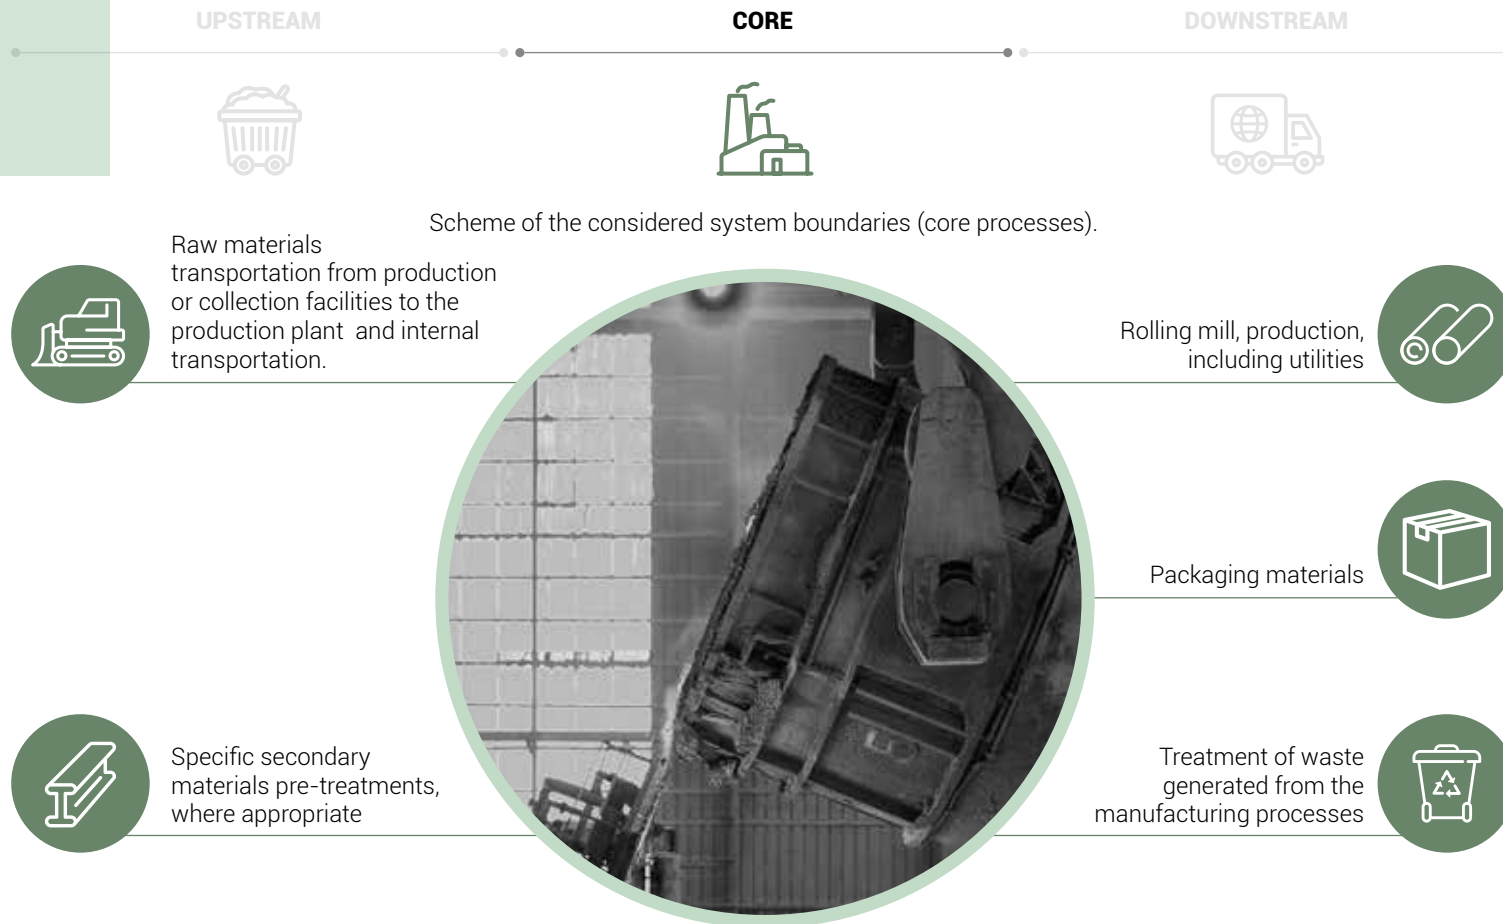 UPSTREAM
CORE
DOWNSTREAM
Scheme of the considered system boundaries (core processes).
Raw materials
transportation from production
or collection facilities to the
production plant and internal
transportation.
Rolling mill, production,
including utilities
Packaging materials
Specific secondary
materials pre-treatments,
where appropriate
Treatment of waste
generated from the
manufacturing processes